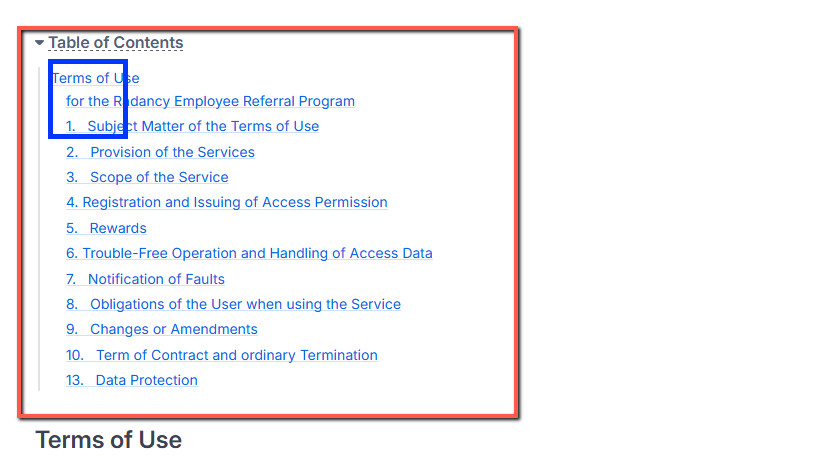 Table of Contents
Terms of Use
for the Radancy Employee Referral Program
1. Subject Matter of the Terms of Use
2. Provision of the Services
3. Scope of the Service
4. Registration and Issuing of Access Permission
5. Rewards
6. Trouble-Free Operation and Handling of Access Data
7. Notification of Faults
8. Obligations of the User when using the Service
9. Changes or Amendments
10. Term of Contract and ordinary Termination
13. Data Protection
Terms of Use